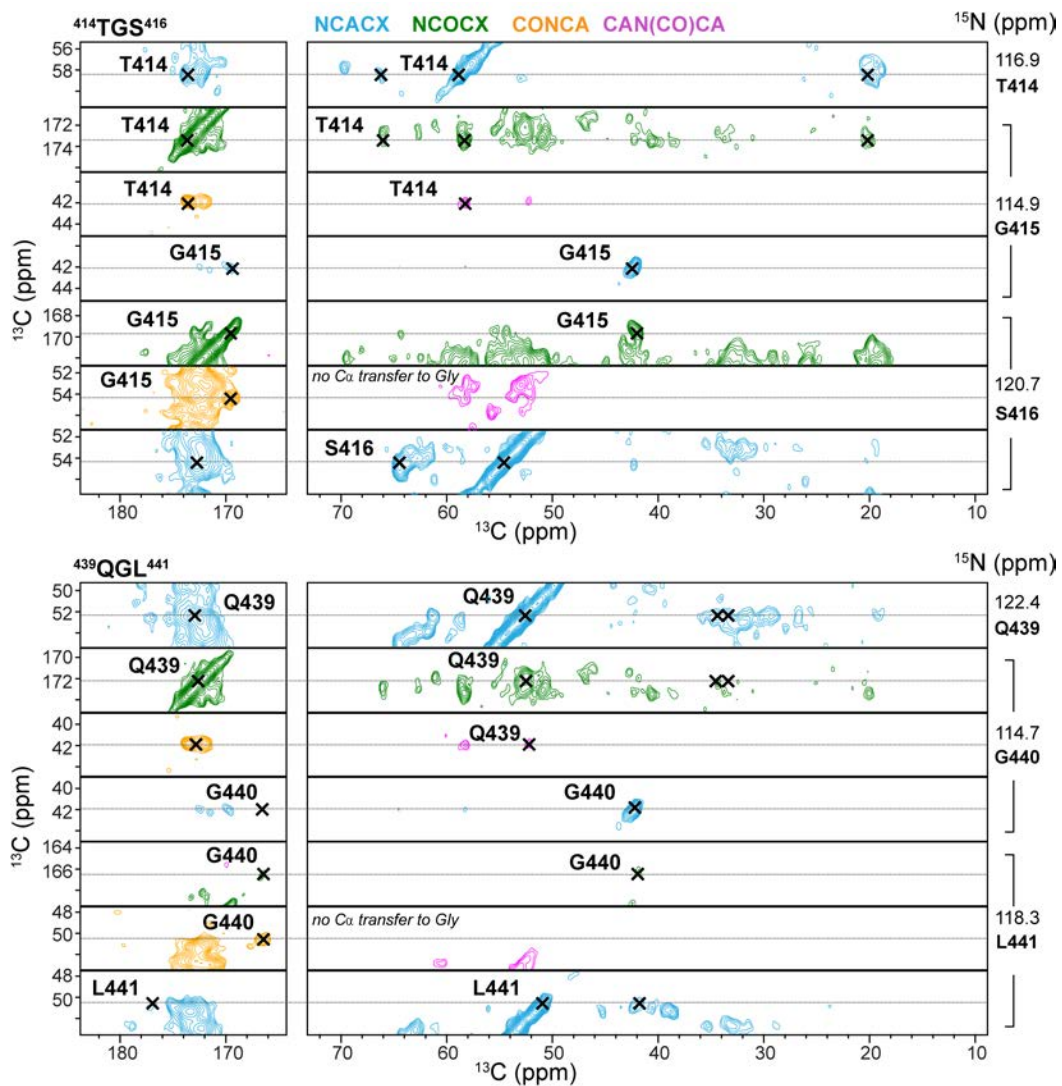 ⁴¹⁴TGS⁴¹⁶ NCACX NCOCX CONCA CAN(CO)CA ¹⁵N (ppm)
56
58
T414 T414 116.9
T414
172
174
T414 T414
42
44
T414 114.9
G415
42
44
G415 G415
168
170
G415 G415
52
54
G415 no Cα transfer to Gly 120.7
S416
52
54
S416
¹³C (ppm)
180 170 70 60 50 40 30 20 10
¹³C (ppm)
⁴³⁹QGL⁴⁴¹ ¹⁵N (ppm)
50
52
Q439 Q439 122.4
Q439
170
172
Q439 Q439
40
42
Q439 114.7
G440
40
42
G440 G440
164
166
G440 G440
48
50
G440 no Cα transfer to Gly 118.3
L441
48
50
L441 L441
¹³C (ppm)
180 170 70 60 50 40 30 20 10
¹³C (ppm)